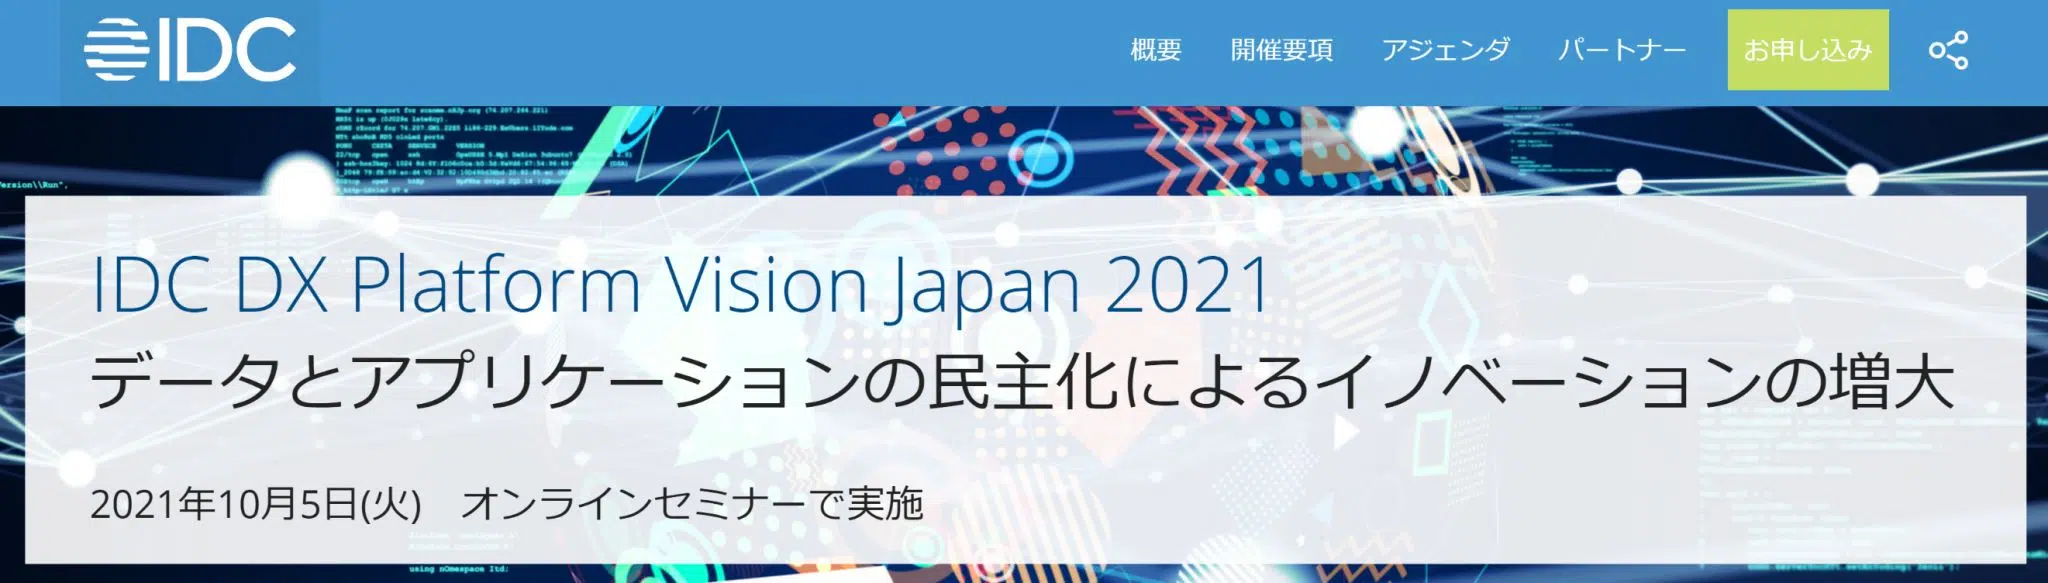 IDC
概要 開催要項 アジェンダ パートナー お申し込み
IDC DX Platform Vision Japan 2021
データとアプリケーションの民主化によるイノベーションの増大
2021年10月5日(火) オンラインセミナーで実施
using nOmespace Itd;